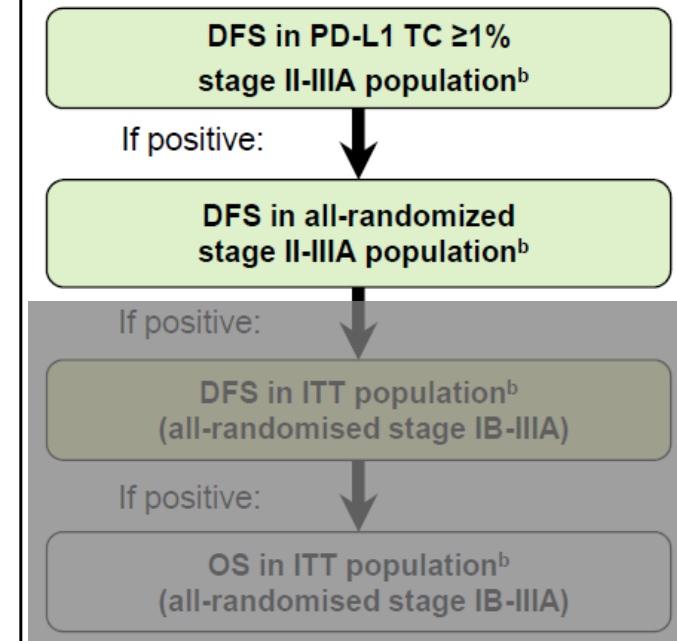 DFS in PD-L1 TC ≥1%
stage II-IIIA populationᵇ
If positive:
DFS in all-randomized
stage II-IIIA populationᵇ
If positive:
DFS in ITT populationᵇ
(all-randomised stage IB-IIIA)
If positive:
OS in ITT populationᵇ
(all-randomised stage IB-IIIA)